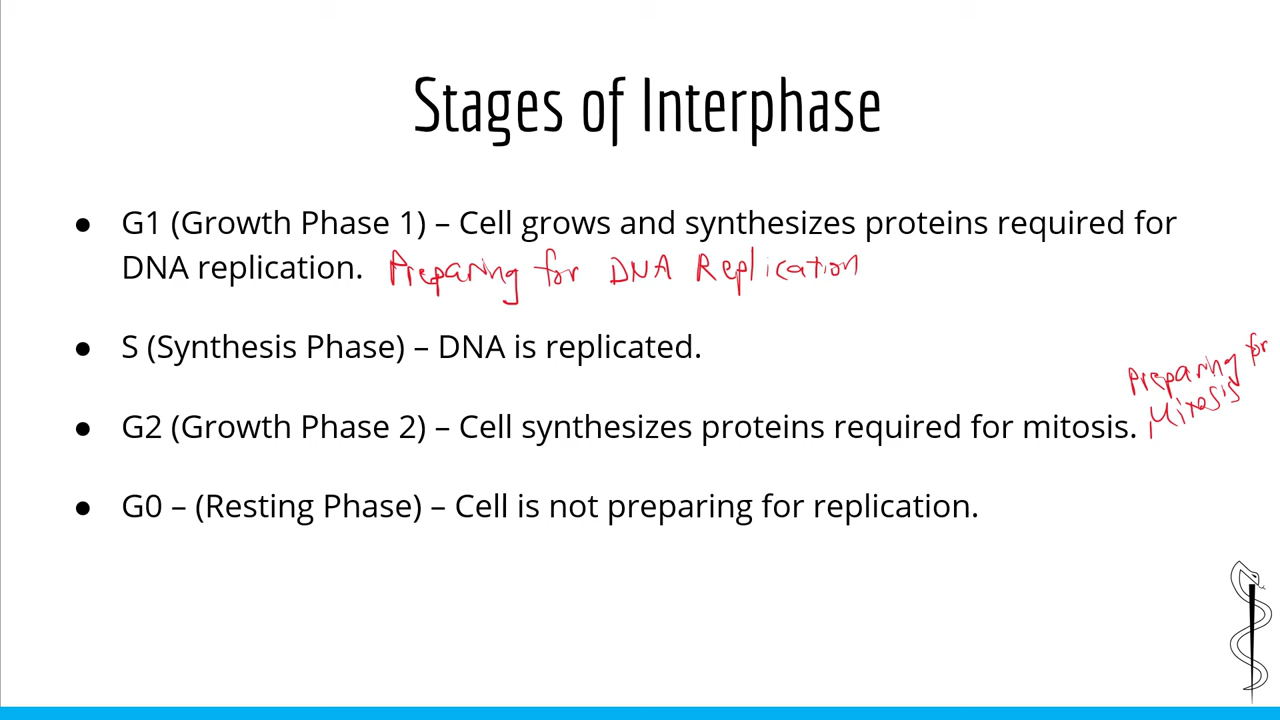 Stages of Interphase
● G1 (Growth Phase 1) – Cell grows and synthesizes proteins required for
DNA replication. Preparing for DNA Replication
● S (Synthesis Phase) – DNA is replicated.
● G2 (Growth Phase 2) – Cell synthesizes proteins required for mitosis.
Preparing for
Mitosis
● G0 – (Resting Phase) – Cell is not preparing for replication.